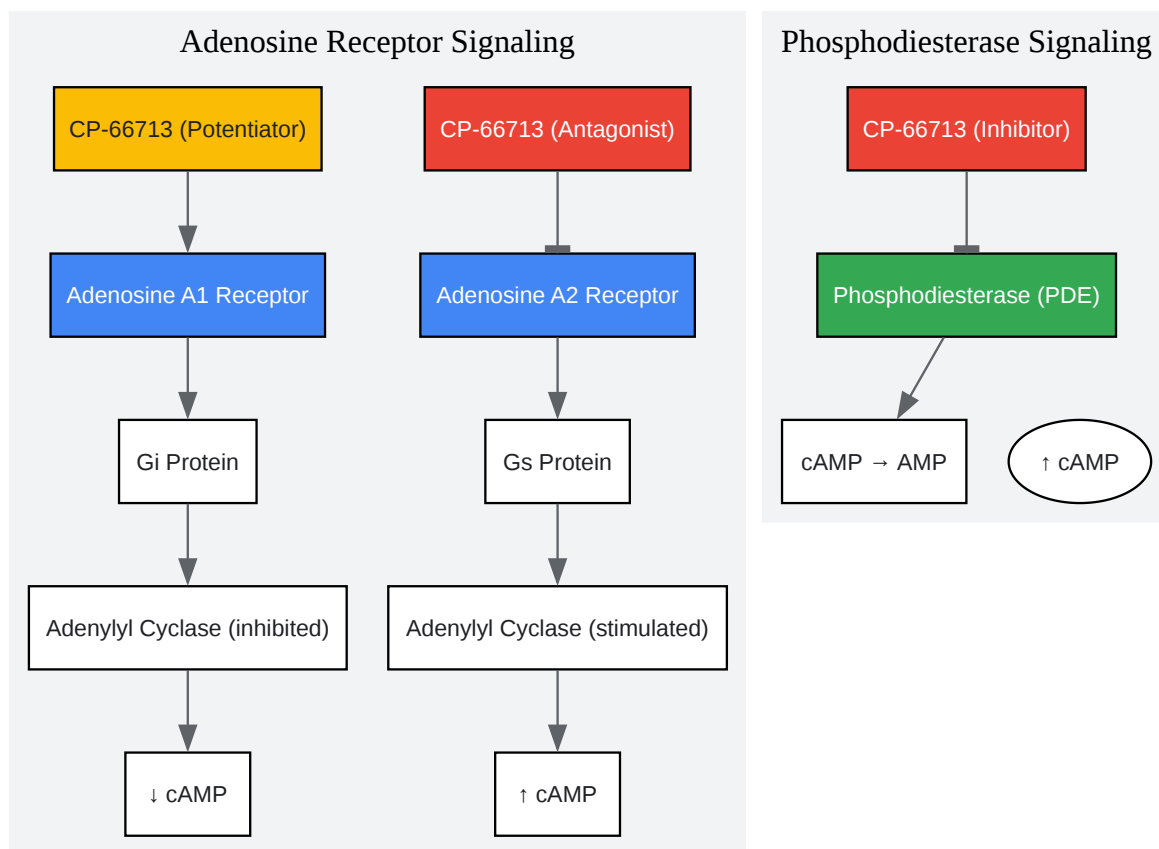 Adenosine Receptor Signaling
CP-66713 (Potentiator)
CP-66713 (Antagonist)
Adenosine A1 Receptor
Adenosine A2 Receptor
Gi Protein
Gs Protein
Adenylyl Cyclase (inhibited)
Adenylyl Cyclase (stimulated)
↓ cAMP
↑ cAMP
Phosphodiesterase Signaling
CP-66713 (Inhibitor)
Phosphodiesterase (PDE)
cAMP → AMP
↑ cAMP